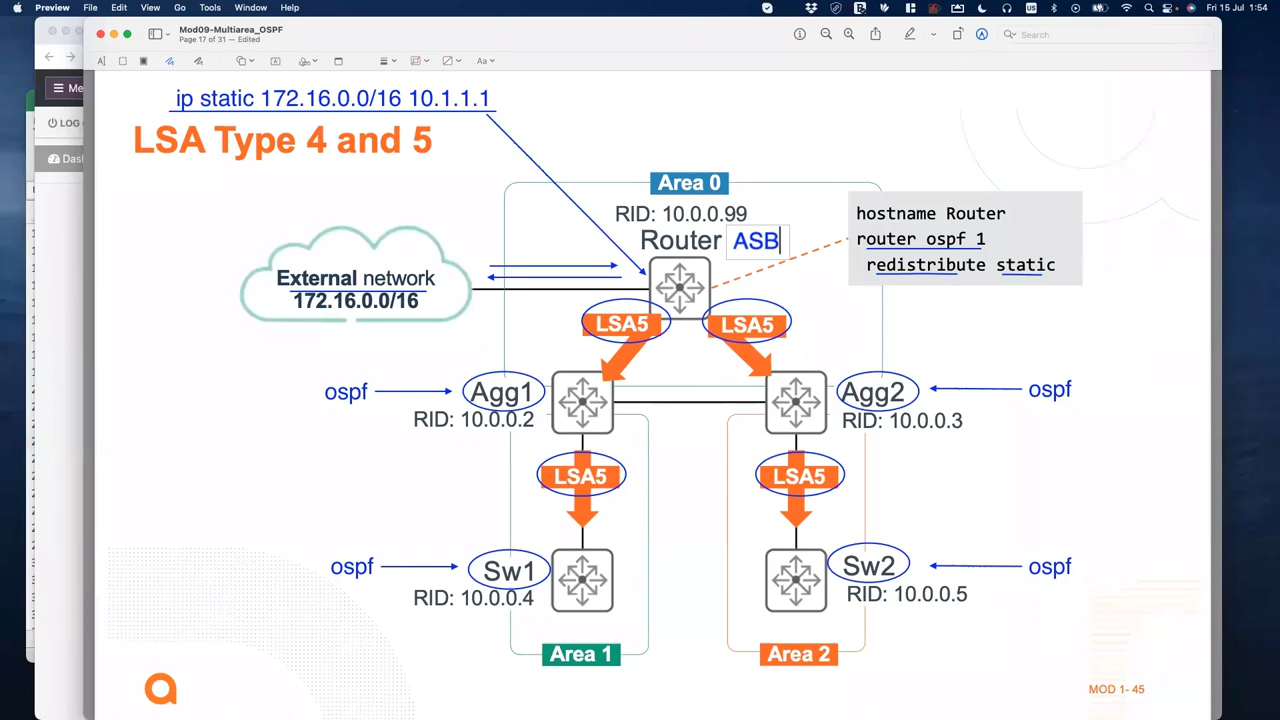 Preview File Edit View Go Tools Window Help Fri 15 Jul 1:54
Mod09-Multiarea_OSPF
Page 17 of 31 — Edited
Search
Aa
Me
LOG
Dash
ip static 172.16.0.0/16 10.1.1.1
LSA Type 4 and 5
Area 0
RID: 10.0.0.99
Router ASB
hostname Router
router ospf 1
redistribute static
External network
172.16.0.0/16
LSA5 LSA5
ospf Agg1 Agg2 ospf
RID: 10.0.0.2 RID: 10.0.0.3
LSA5 LSA5
ospf Sw1 Sw2 ospf
RID: 10.0.0.4 RID: 10.0.0.5
Area 1 Area 2
MOD 1- 45